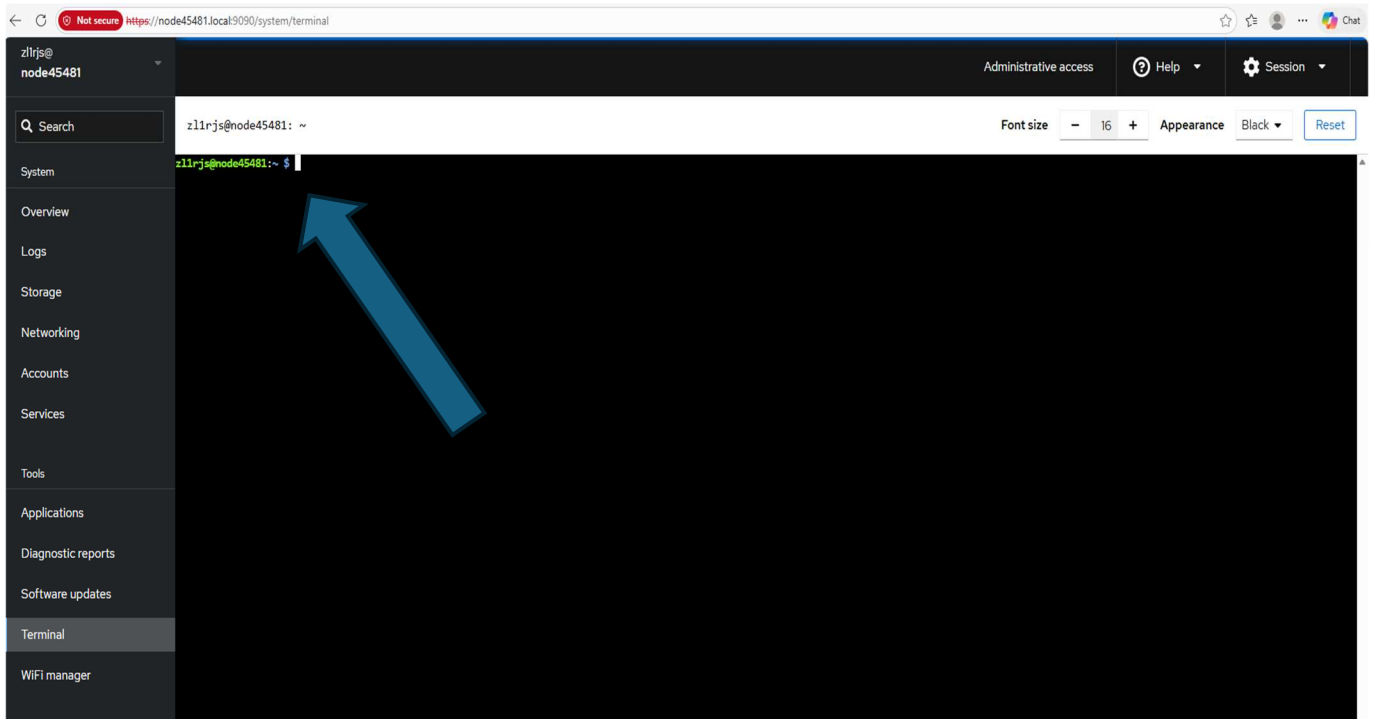 Not secure https://node45481.local:9090/system/terminal
Chat
zl1rjs@
node45481
Administrative access
Help
Session
Search
zl1rjs@node45481: ~
Font size
16
Appearance
Black
Reset
zl1rjs@node45481:~ $
System
Overview
Logs
Storage
Networking
Accounts
Services
Tools
Applications
Diagnostic reports
Software updates
Terminal
WiFi manager